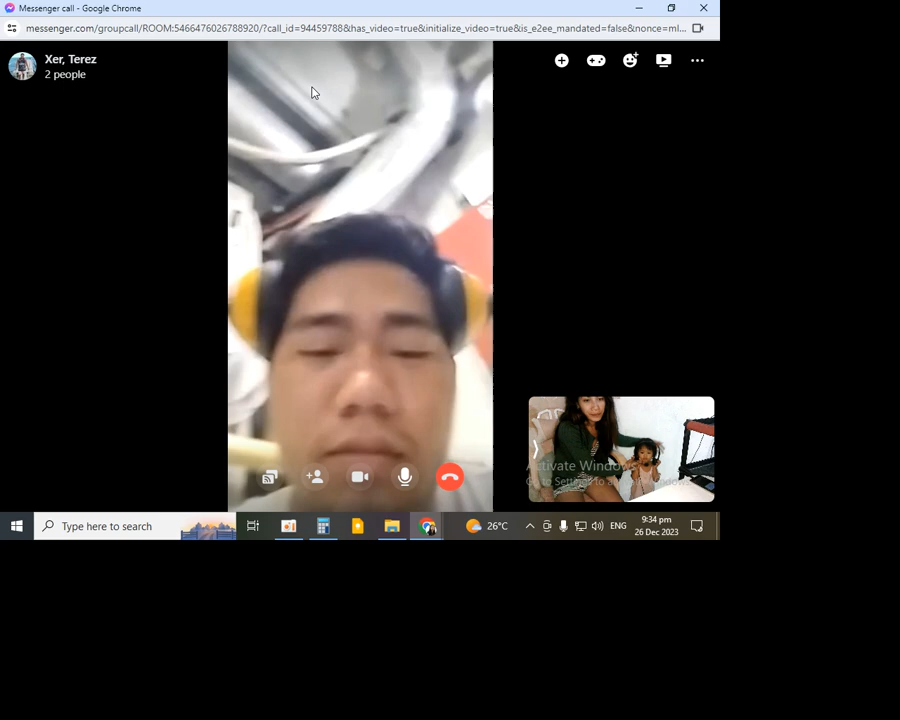 Messenger call - Google Chrome
messenger.com/groupcall/ROOM:5466476026788920/?call_id=94459788&has_video=true&initialize_video=true&is_e2ee_mandated=false&nonce=ml...
Xer, Terez
2 people
Activate Windows
Go to Settings to a
Type here to search
26°C
ENG
9:34 pm
26 Dec 2023